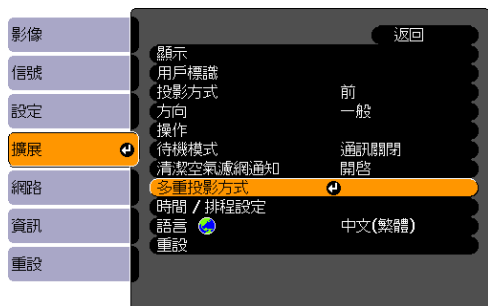 影像
信號
設定
擴展
網路
資訊
重設
返回
顯示
用戶標識
投影方式 前
方向 一般
操作
待機模式 通訊關閉
清潔空氣濾網通知 開啓
多重投影方式
時間 / 排程設定
語言 中文(繁體)
重設